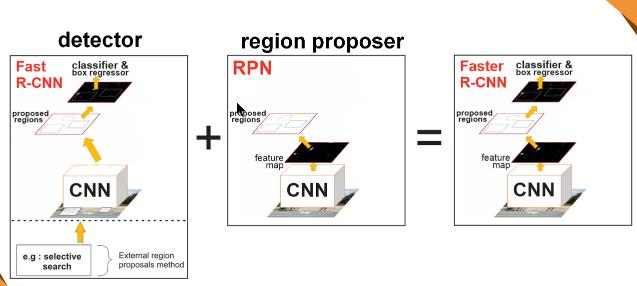 detector
Fast
R-CNN
classifier &
box regressor
proposed
regions
CNN
e.g : selective
search
External region
proposals method
+
region proposer
RPN
proposed
regions
feature
map
CNN
=
Faster
R-CNN
classifier &
box regressor
proposed
regions
feature
map
CNN